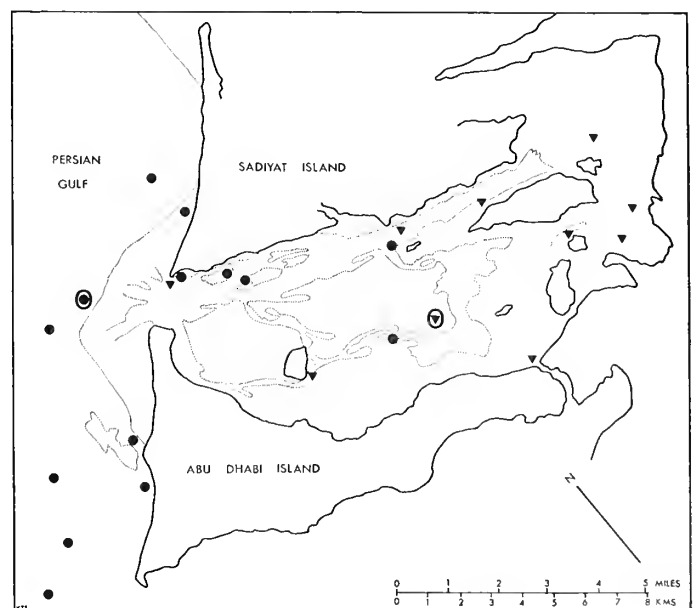 PERSIAN
GULF
SADIYAT ISLAND
ABU DHABI ISLAND
N
0 1 2 3 4 5 MILES
0 1 2 3 4 5 6 7 8 KMS